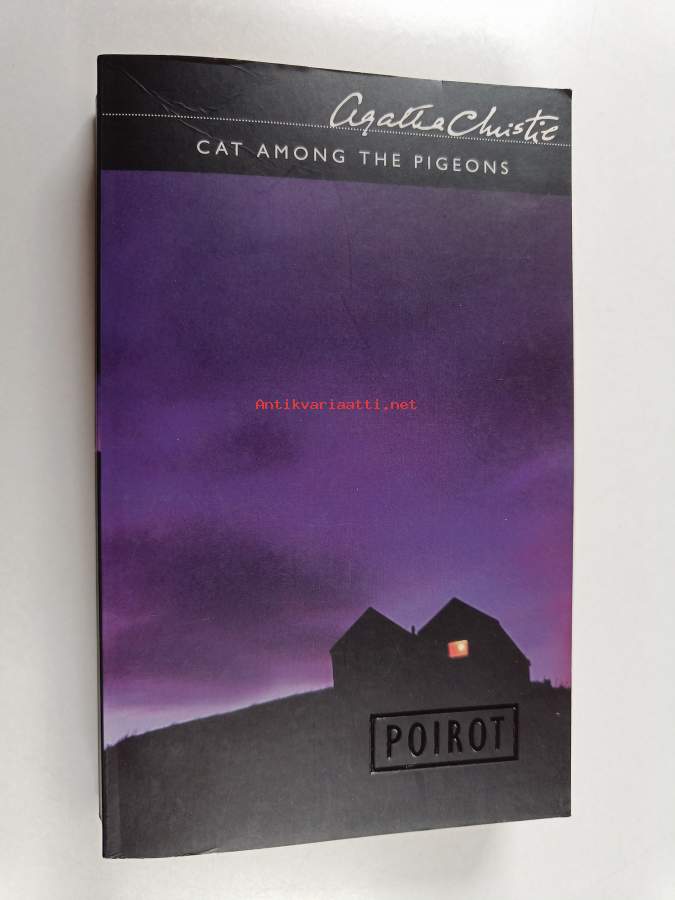 Agatha Christie
CAT AMONG THE PIGEONS
Antikvariaatti.net
POIROT